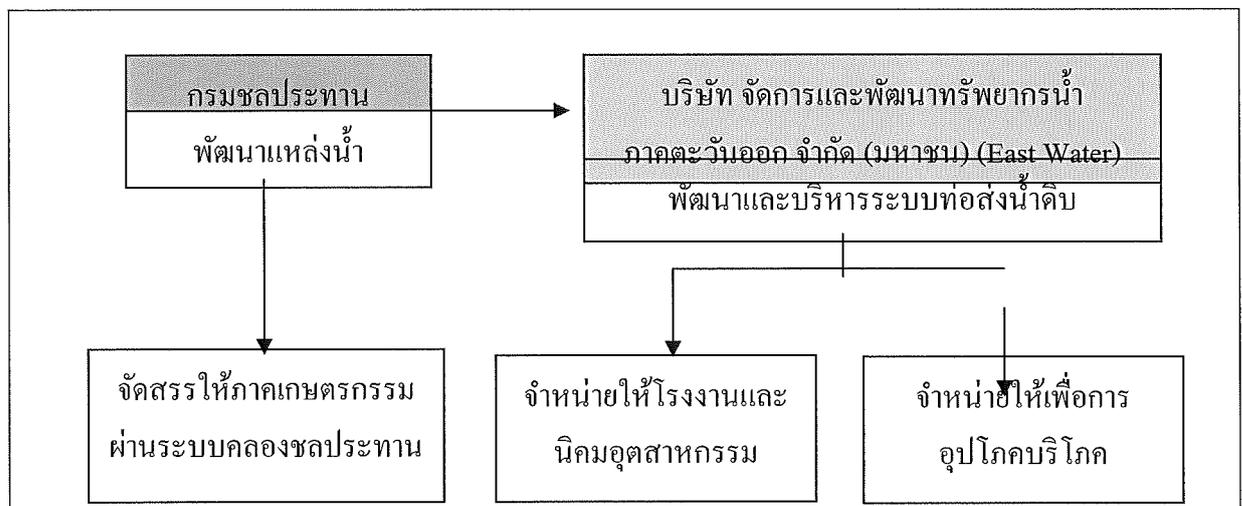 กรมชลประทาน
พัฒนาแหล่งน้ำ
บริษัท จัดการและพัฒนาทรัพยากรน้ำ
ภาคตะวันออก จำกัด (มหาชน) (East Water)
พัฒนาและบริหารระบบท่อส่งน้ำดิบ
จัดสรรให้ภาคเกษตรกรรม
ผ่านระบบคลองชลประทาน
จำหน่ายให้โรงงานและ
นิคมอุตสาหกรรม
จำหน่ายให้เพื่อการ
อุปโภคบริโภค